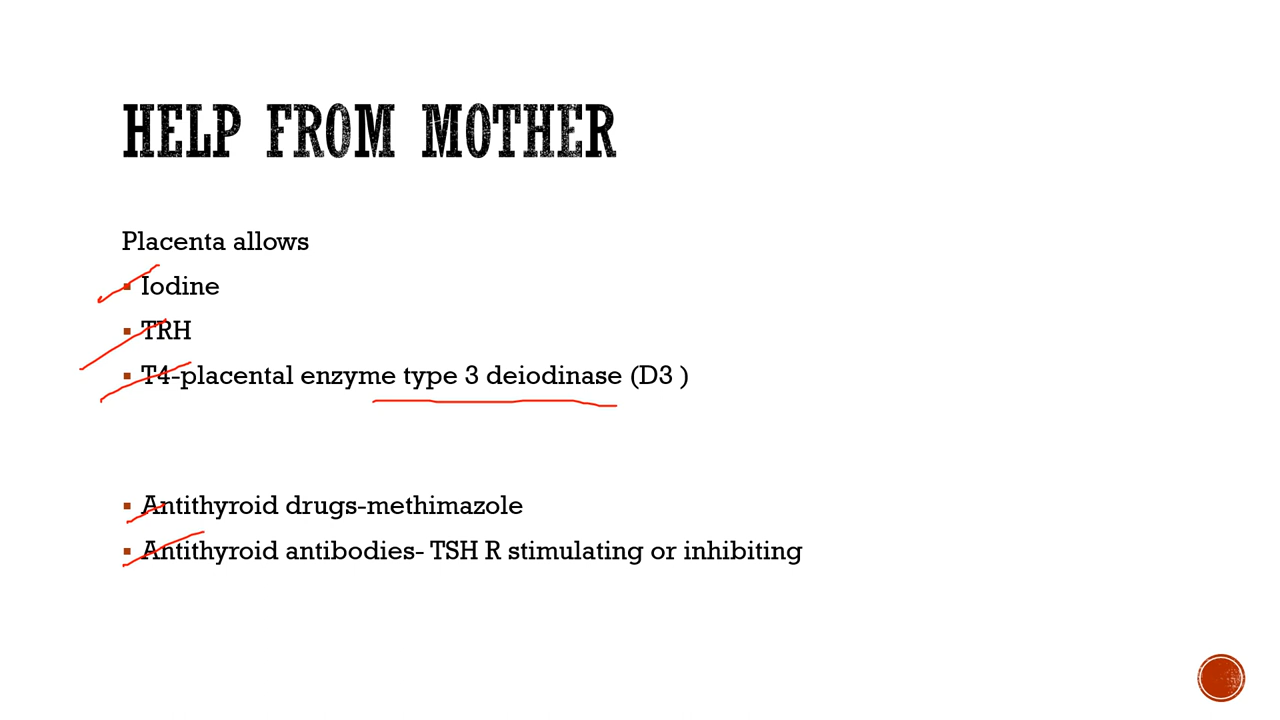 HELP FROM MOTHER
Placenta allows
▪ Iodine
▪ TRH
▪ T4-placental enzyme type 3 deiodinase (D3 )
▪ Antithyroid drugs-methimazole
▪ Antithyroid antibodies- TSH R stimulating or inhibiting